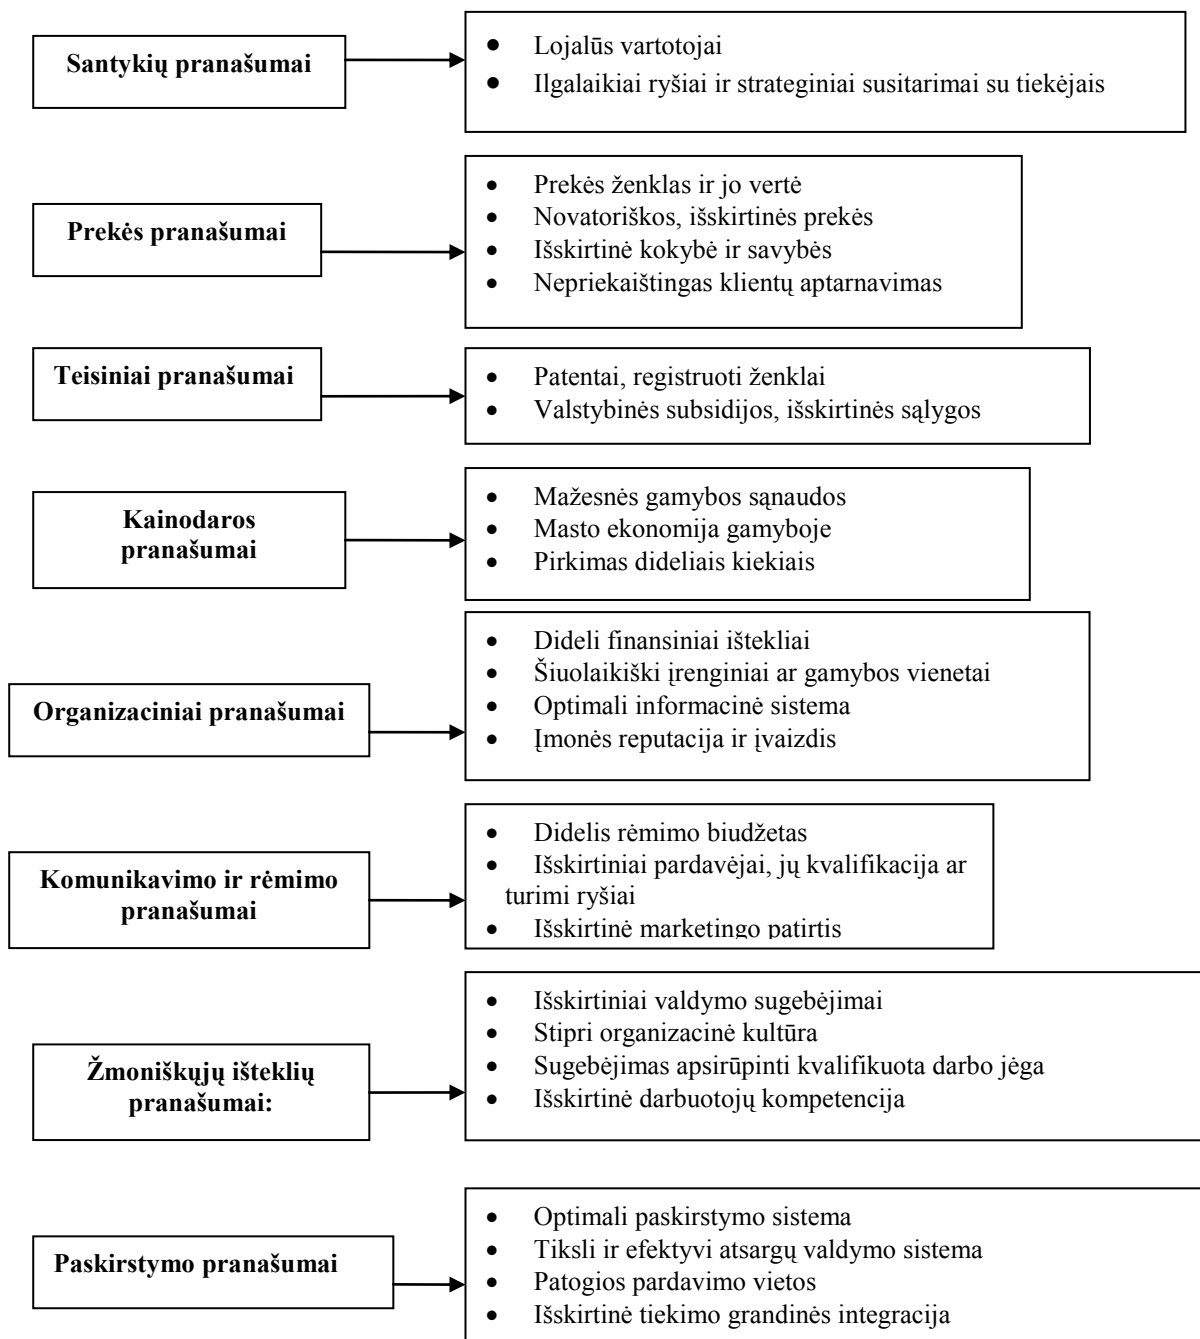 Santykių pranašumai
• Lojalūs vartotojai
• Ilgalaikiai ryšiai ir strateginiai susitarimai su tiekėjais
Prekės pranašumai
• Prekės ženklas ir jo vertė
• Novatoriškos, išskirtinės prekės
• Išskirtinė kokybė ir savybės
• Nepriekaištingas klientų aptarnavimas
Teisiniai pranašumai
• Patentai, registruoti ženklai
• Valstybinės subsidijos, išskirtinės sąlygos
Kainodaros
pranašumai
• Mažesnės gamybos sąnaudos
• Masto ekonomija gamyboje
• Pirkimas dideliais kiekiais
Organizaciniai pranašumai
• Dideli finansiniai ištekliai
• Šiuolaikiški įrenginiai ar gamybos vienetai
• Optimali informacinė sistema
• Įmonės reputacija ir įvaizdis
Komunikavimo ir rėmimo
pranašumai
• Didelis rėmimo biudžetas
• Išskirtiniai pardavėjai, jų kvalifikacija ar
turimi ryšiai
• Išskirtinė marketingo patirtis
Žmoniškųjų išteklių
pranašumai:
• Išskirtiniai valdymo sugebėjimai
• Stipri organizacinė kultūra
• Sugebėjimas apsirūpinti kvalifikuota darbo jėga
• Išskirtinė darbuotojų kompetencija
Paskirstymo pranašumai
• Optimali paskirstymo sistema
• Tiksli ir efektyvi atsargų valdymo sistema
• Patogios pardavimo vietos
• Išskirtinė tiekimo grandinės integracija